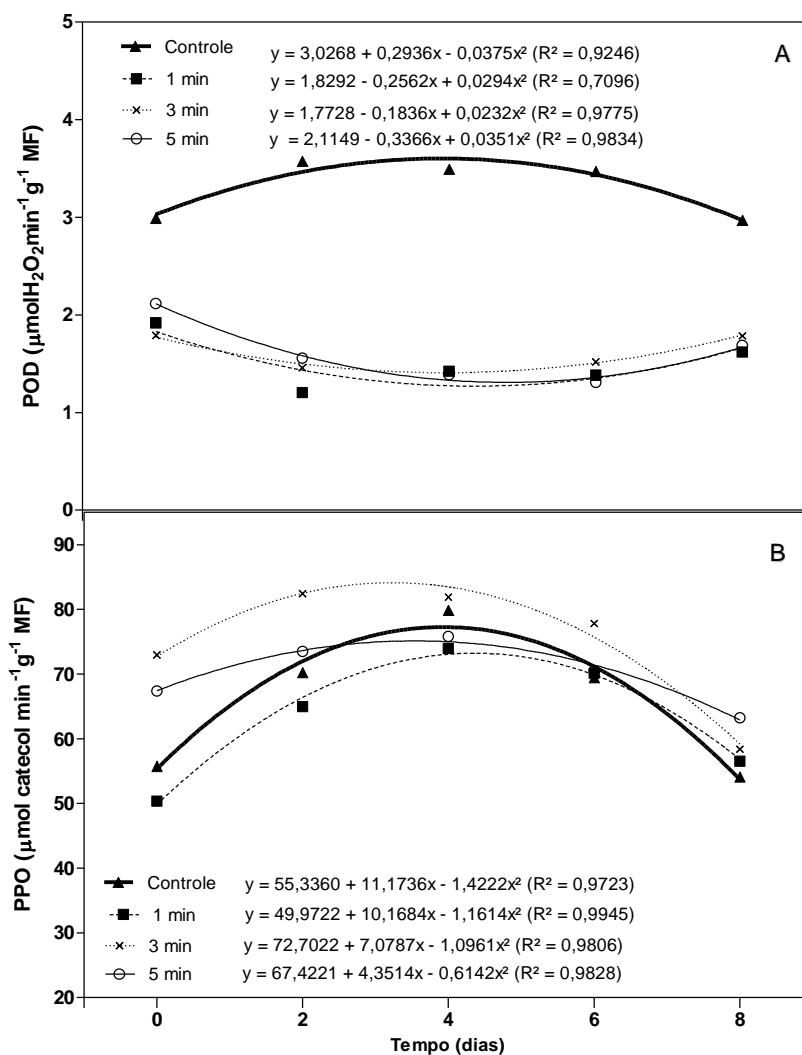 A
Controle y = 3,0268 + 0,2936x - 0,0375x² (R² = 0,9246)
1 min y = 1,8292 - 0,2562x + 0,0294x² (R² = 0,7096)
3 min y = 1,7728 - 0,1836x + 0,0232x² (R² = 0,9775)
5 min y = 2,1149 - 0,3366x + 0,0351x² (R² = 0,9834)
5
4
3
2
1
0
POD (µmolH₂O₂min⁻¹g⁻¹ MF)
B
90
80
70
60
50
40
30
20
PPO (µmol catecol min⁻¹g⁻¹ MF)
Controle y = 55,3360 + 11,1736x - 1,4222x² (R² = 0,9723)
1 min y = 49,9722 + 10,1684x - 1,1614x² (R² = 0,9945)
3 min y = 72,7022 + 7,0787x - 1,0961x² (R² = 0,9806)
5 min y = 67,4221 + 4,3514x - 0,6142x² (R² = 0,9828)
0 2 4 6 8
Tempo (dias)